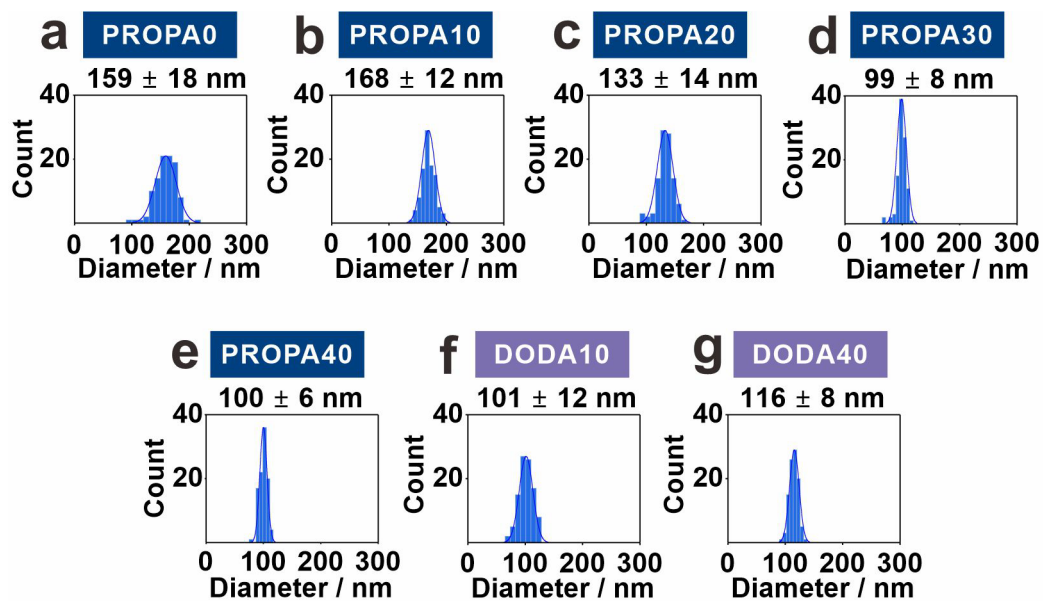 a PROPA0
159 ± 18 nm
40
20
Count
0 100 200 300
Diameter / nm
b PROPA10
168 ± 12 nm
40
20
Count
0 100 200 300
Diameter / nm
c PROPA20
133 ± 14 nm
40
20
Count
0 100 200 300
Diameter / nm
d PROPA30
99 ± 8 nm
40
20
Count
0 100 200 300
Diameter / nm
e PROPA40
100 ± 6 nm
40
20
Count
0 100 200 300
Diameter / nm
f DODA10
101 ± 12 nm
40
20
Count
0 100 200 300
Diameter / nm
g DODA40
116 ± 8 nm
40
20
Count
0 100 200 300
Diameter / nm